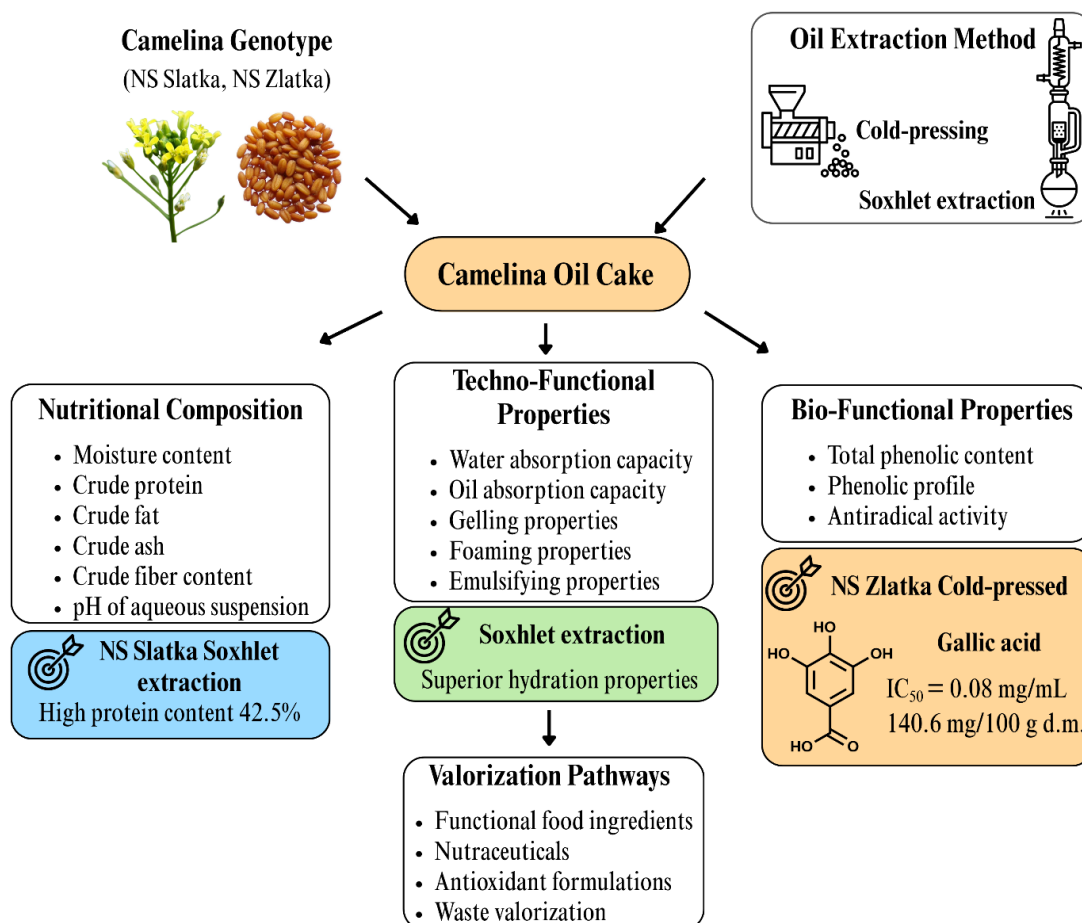 Camelina Genotype
(NS Slatka, NS Zlatka)
Oil Extraction Method
Cold-pressing
Soxhlet extraction
Camelina Oil Cake
Nutritional Composition
• Moisture content
• Crude protein
• Crude fat
• Crude ash
• Crude fiber content
• pH of aqueous suspension
NS Slatka Soxhlet
extraction
High protein content 42.5%
Techno-Functional
Properties
• Water absorption capacity
• Oil absorption capacity
• Gelling properties
• Foaming properties
• Emulsifying properties
Soxhlet extraction
Superior hydration properties
Bio-Functional Properties
• Total phenolic content
• Phenolic profile
• Antiradical activity
NS Zlatka Cold-pressed
OH
HO
OH
HO
O
Gallic acid
IC₅₀ = 0.08 mg/mL
140.6 mg/100 g d.m.
Valorization Pathways
• Functional food ingredients
• Nutraceuticals
• Antioxidant formulations
• Waste valorization